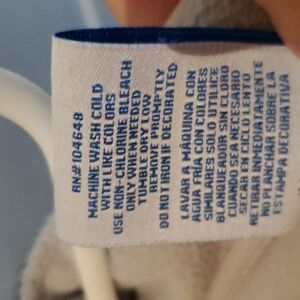 RN#104648
MACHINE WASH COLD
WITH LIKE COLORS
USE NON-CHLORINE BLEACH
ONLY WHEN NEEDED
TUMBLE DRY LOW
REMOVE PROMPTLY
DO NOT IRON IF DECORATED
LAVAR A MÁQUINA CON
AGUA FRIA CON COLORES
SIMILARES SOLO UTILICE
BLANQUEADOR SIN CLORO
CUANDO SEA NECESARIO
SECAR EN CICLO LENTO
RETIRAR INMEDIATAMENTE
NO PLANCHAR SOBRE LA
ESTAMPA DECORATIVA